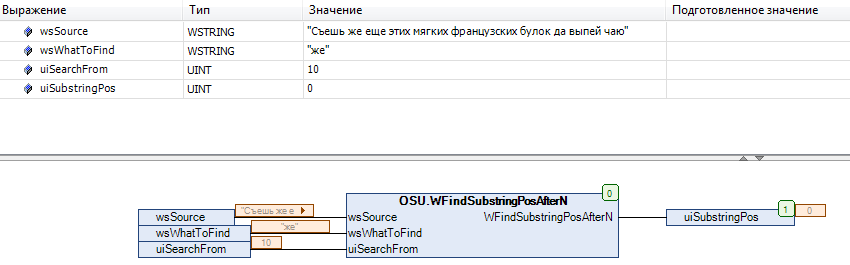 Выражение Тип Значение Подготовленное значение
wsSource WSTRING "Съешь же еще этих мягких французских булок да выпей чаю"
wsWhatToFind WSTRING "же"
uiSearchFrom UINT 10
uiSubstringPos UINT 0
0
OSU.WFindSubstringPosAfterN
wsSource "Съешь же е wsSource WFindSubstringPosAfterN uiSubstringPos 1 0
wsWhatToFind "же" wsWhatToFind
uiSearchFrom 10 uiSearchFrom